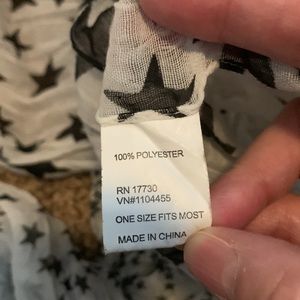 100% POLYESTER
RN 17730
VN#1104455
ONE SIZE FITS MOST
MADE IN CHINA